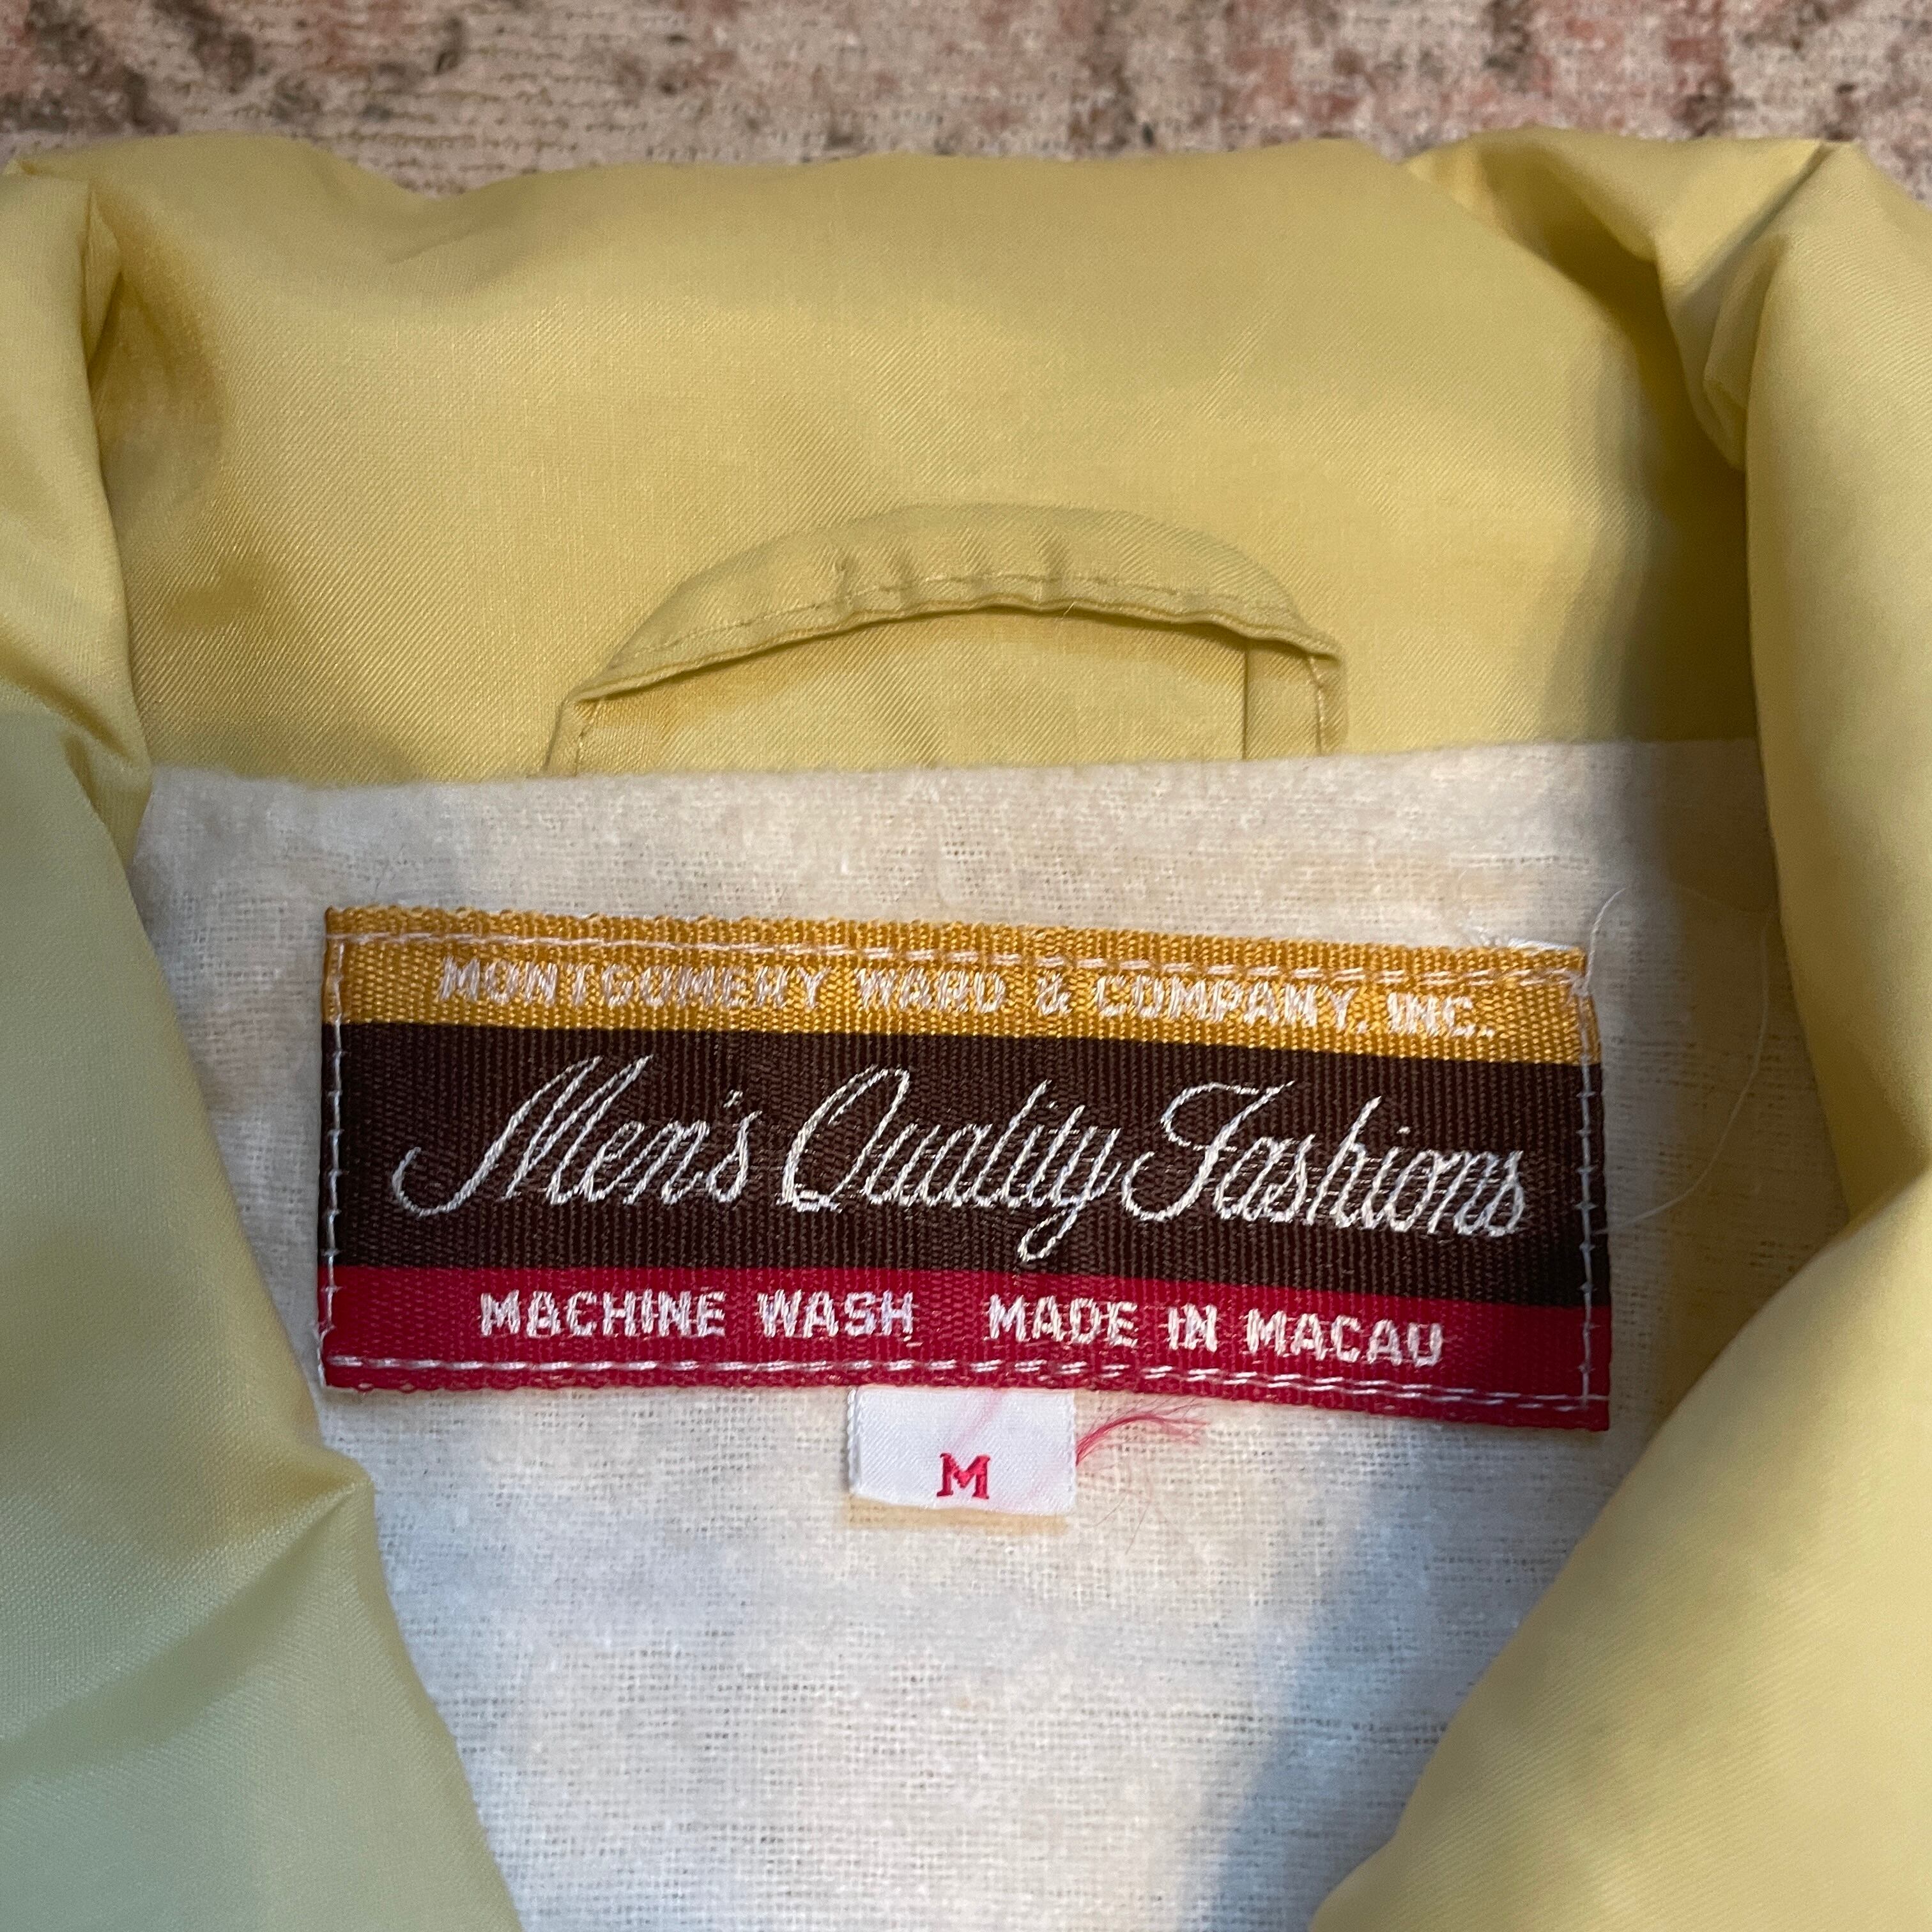 MONTGOMERY WARD & COMPANY, INC.
Men's Quality Fashions
MACHINE WASH MADE IN MACAU
M